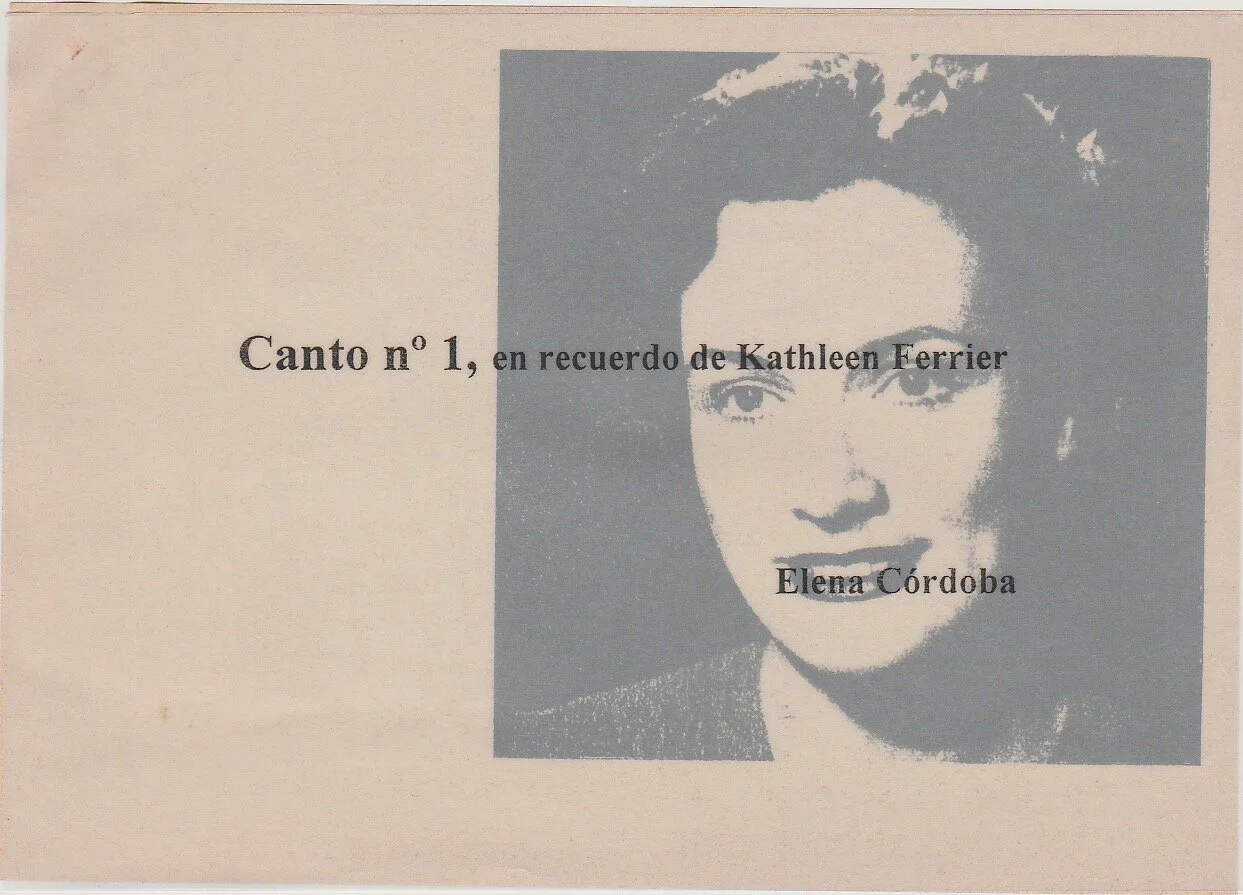 Canto nº 1, en recuerdo de Kathleen Ferrier
Elena Córdoba